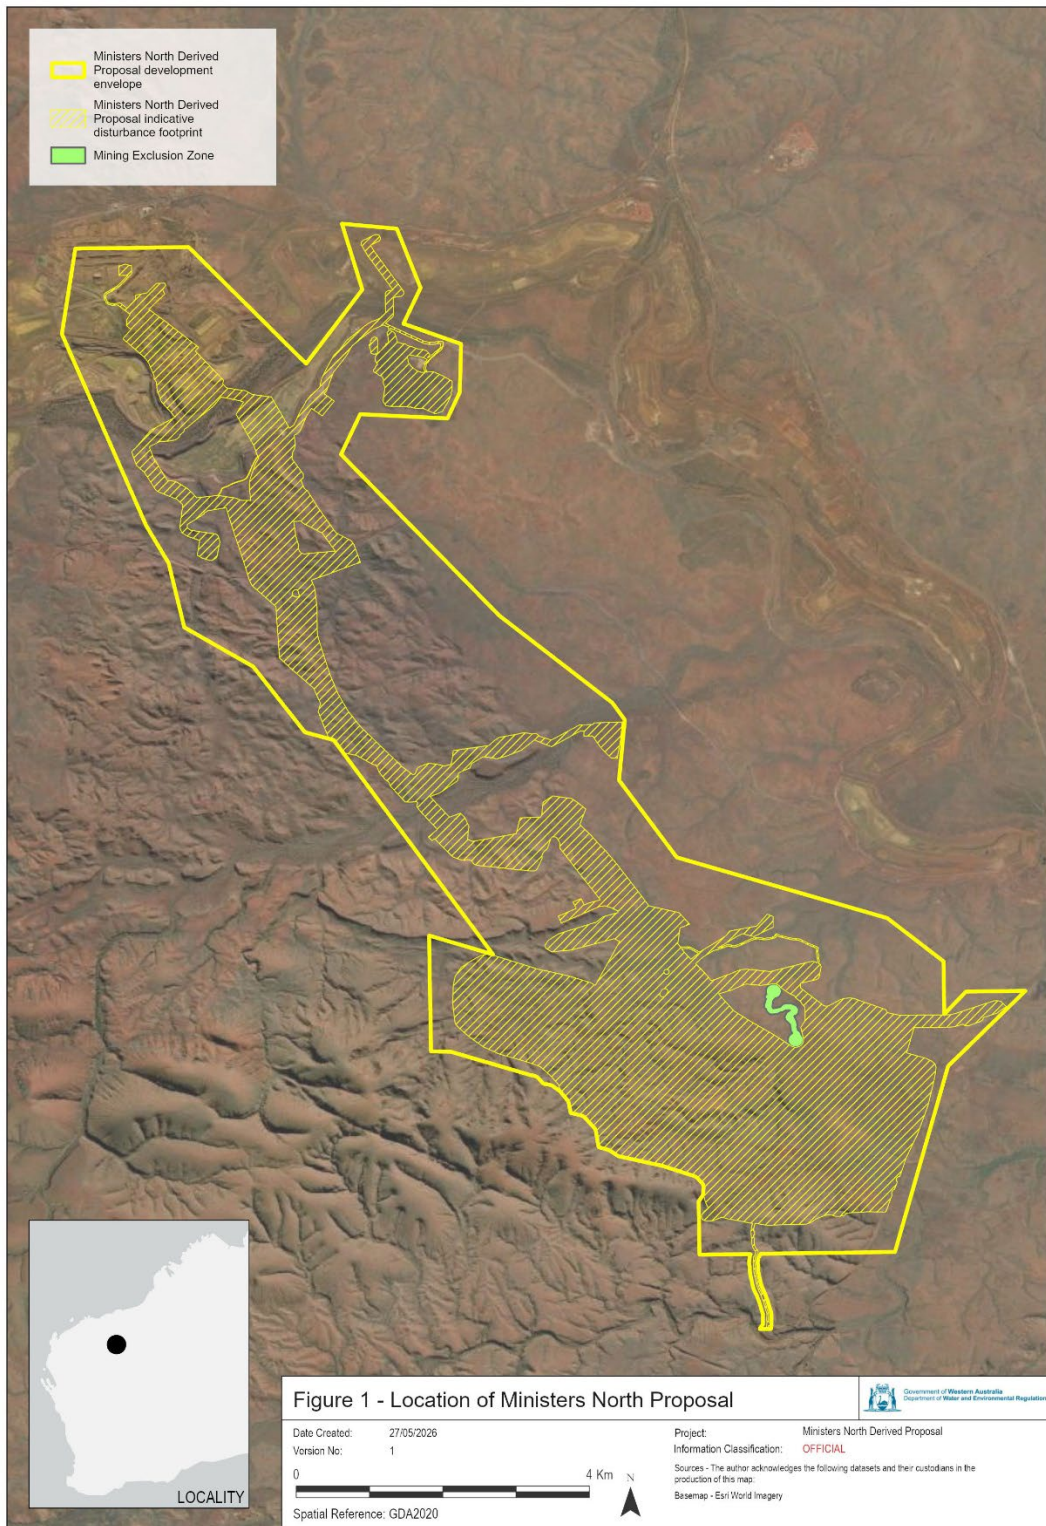 Ministers North Derived
Proposal development
envelope
Ministers North Derived
Proposal indicative
disturbance footprint
Mining Exclusion Zone
LOCALITY
Figure 1 - Location of Ministers North Proposal
Government of Western Australia
Department of Water and Environmental Regulation
Date Created: 27/05/2026
Version No: 1
0 4 Km N
Spatial Reference: GDA2020
Project: Ministers North Derived Proposal
Information Classification: OFFICIAL
Sources - The author acknowledges the following datasets and their custodians in the
production of this map:
Basemap - Esri World Imagery